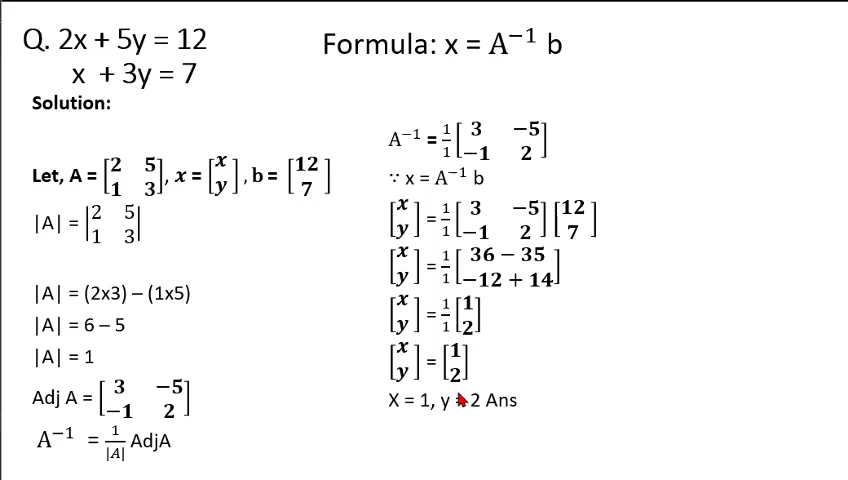 Q. 2x + 5y = 12
x + 3y = 7
Formula: x = A⁻¹ b
Solution:
Let, A = [2 5; 1 3], x = [x; y], b = [12; 7]
|A| = |2 5; 1 3|
|A| = (2x3) – (1x5)
|A| = 6 – 5
|A| = 1
Adj A = [3 −5; −1 2]
A⁻¹ = 1/|A| AdjA
A⁻¹ = 1/1 [3 −5; −1 2]
∵ x = A⁻¹ b
[x; y] = 1/1 [3 −5; −1 2] [12; 7]
[x; y] = 1/1 [36 − 35; −12 + 14]
[x; y] = 1/1 [1; 2]
[x; y] = [1; 2]
X = 1, y = 2 Ans